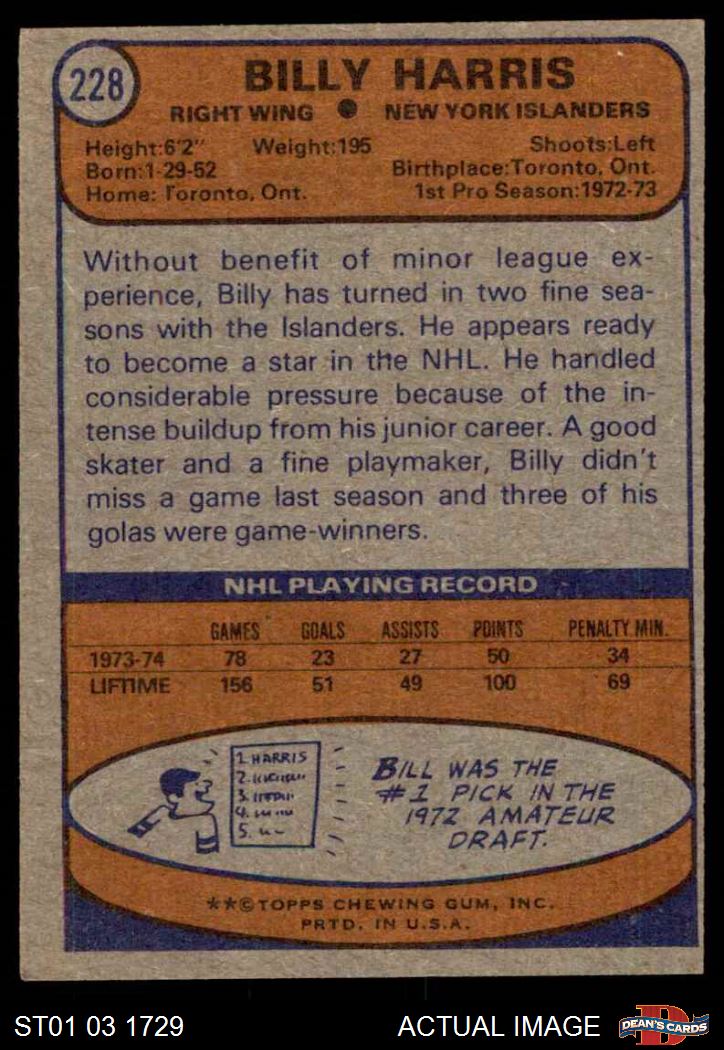 228
BILLY HARRIS
RIGHT WING ● NEW YORK ISLANDERS
Height:6'2" Weight:195 Shoots:Left
Born:1-29-52 Birthplace:Toronto, Ont.
Home: Toronto, Ont. 1st Pro Season:1972-73
Without benefit of minor league ex-
perience, Billy has turned in two fine sea-
sons with the Islanders. He appears ready
to become a star in the NHL. He handled
considerable pressure because of the in-
tense buildup from his junior career. A good
skater and a fine playmaker, Billy didn't
miss a game last season and three of his
golas were game-winners.
NHL PLAYING RECORD
GAMES GOALS ASSISTS POINTS PENALTY MIN.
1973-74 78 23 27 50 34
LIFTIME 156 51 49 100 69
1. HARRIS
2.
3.
4.
5.
BILL WAS THE
#1 PICK IN THE
1972 AMATEUR
DRAFT.
**©TOPPS CHEWING GUM, INC.
PRTD. IN U.S.A.
ST01 03 1729 ACTUAL IMAGE D DEAN'S CARDS